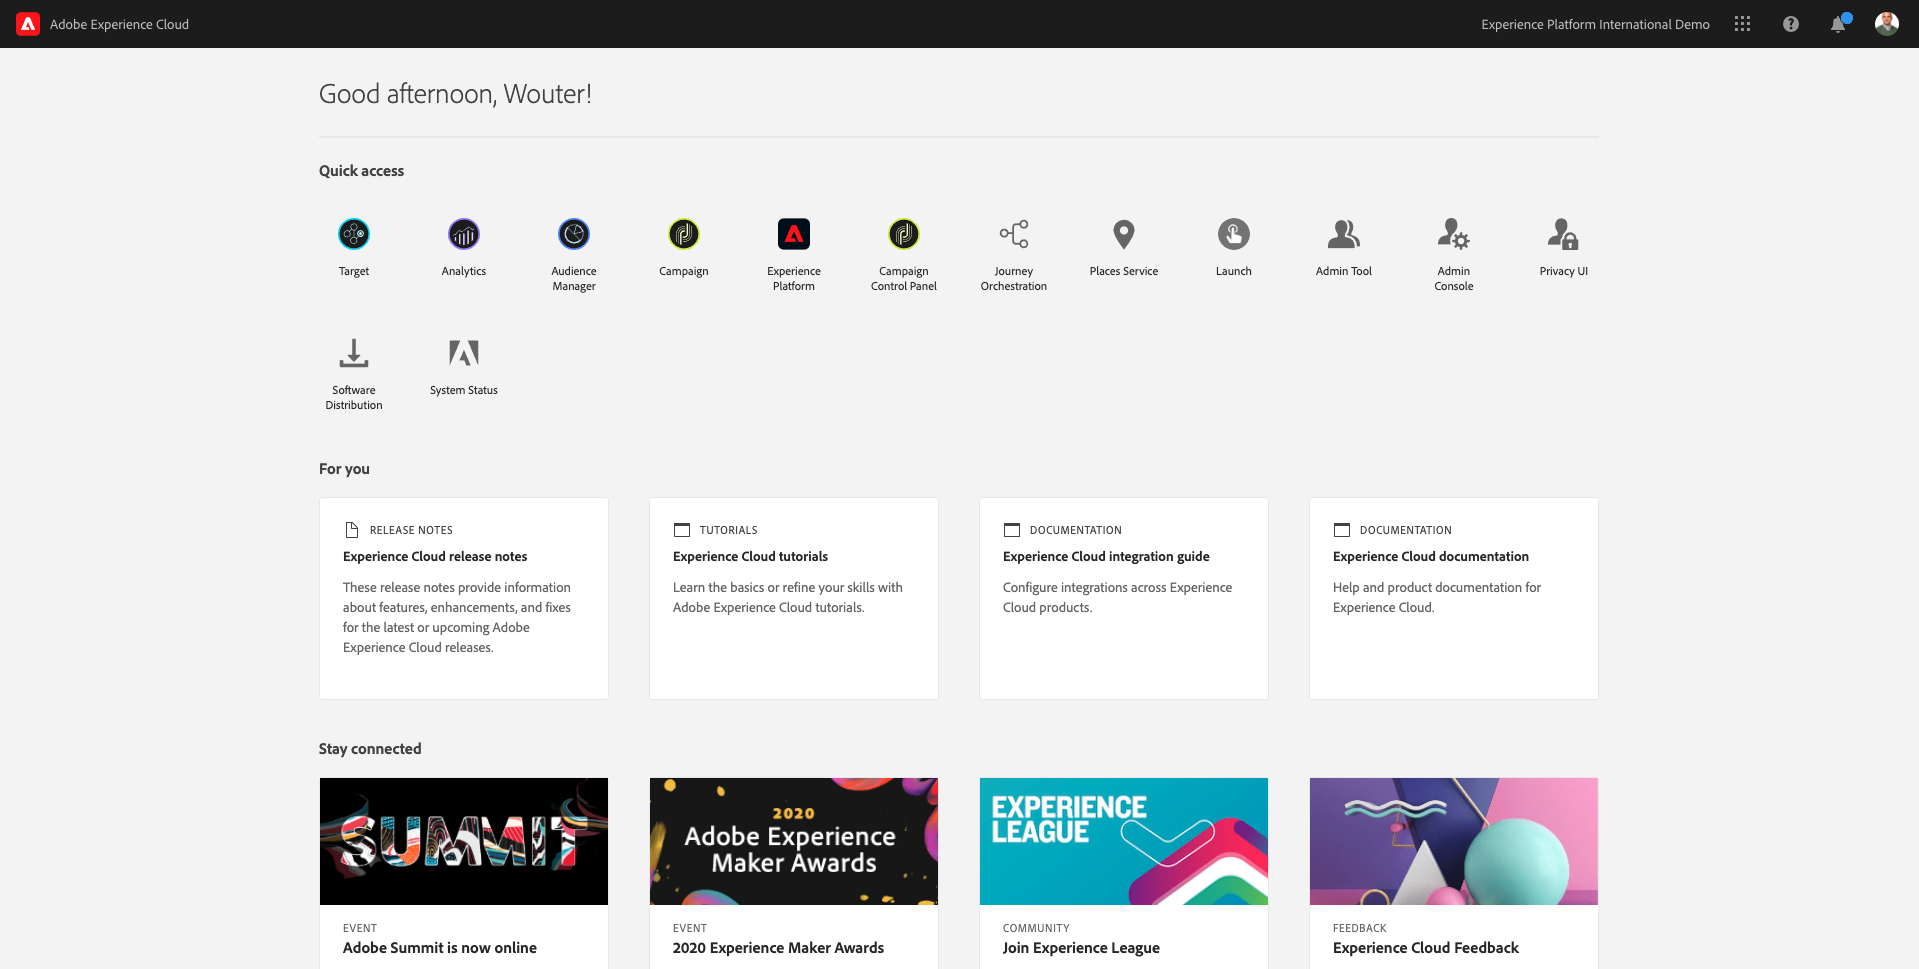 Adobe Experience Cloud
Experience Platform International Demo
Good afternoon, Wouter!
Quick access
Target
Analytics
Audience
Manager
Campaign
Experience
Platform
Campaign
Control Panel
Journey
Orchestration
Places Service
Launch
Admin Tool
Admin
Console
Privacy UI
Software
Distribution
System Status
For you
RELEASE NOTES
Experience Cloud release notes
These release notes provide information
about features, enhancements, and fixes
for the latest or upcoming Adobe
Experience Cloud releases.
TUTORIALS
Experience Cloud tutorials
Learn the basics or refine your skills with
Adobe Experience Cloud tutorials.
DOCUMENTATION
Experience Cloud integration guide
Configure integrations across Experience
Cloud products.
DOCUMENTATION
Experience Cloud documentation
Help and product documentation for
Experience Cloud.
Stay connected
SUMMIT
EVENT
Adobe Summit is now online
2020
Adobe Experience
Maker Awards
EVENT
2020 Experience Maker Awards
EXPERIENCE
LEAGUE
COMMUNITY
Join Experience League
FEEDBACK
Experience Cloud Feedback